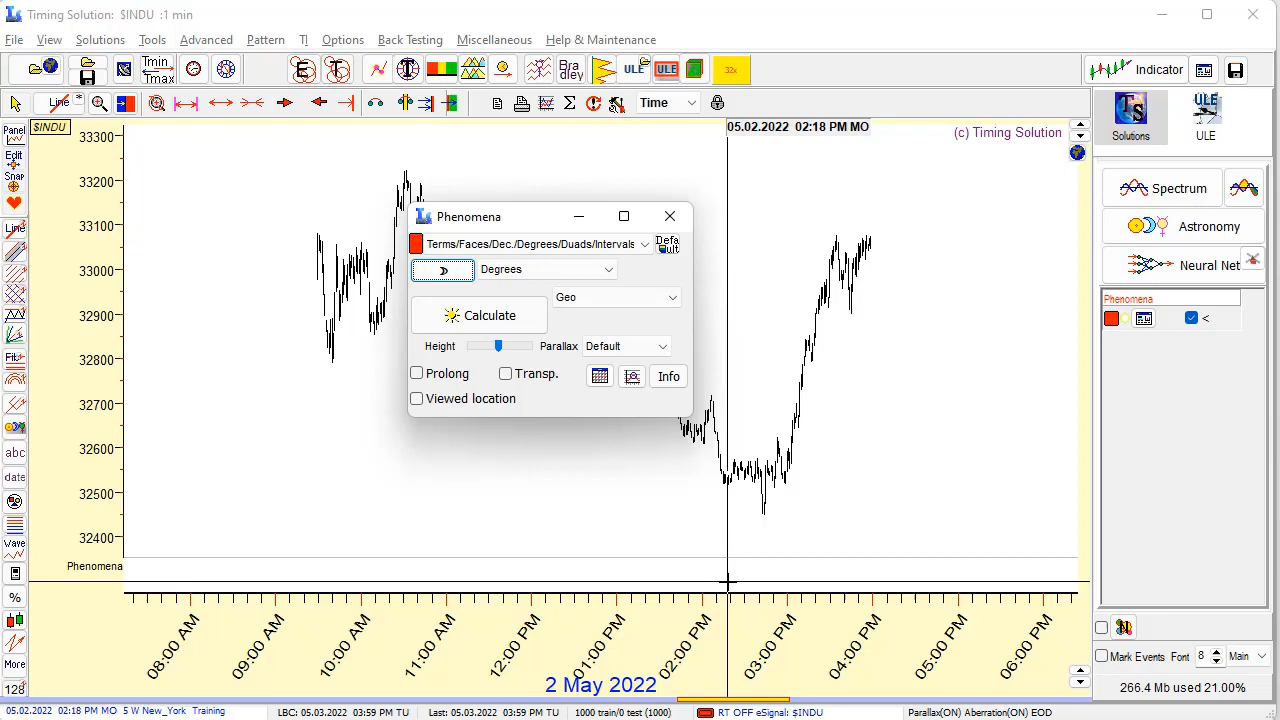 Timing Solution: $INDU :1 min
File View Solutions Tools Advanced Pattern TI Options Back Testing Miscellaneous Help & Maintenance
Tmin Tmax E T Bra dley ULE ULE 32x Indicator
Line Time
$INDU 05.02.2022 02:18 PM MO (c) Timing Solution
Solutions ULE
Panel
Edit
Snap
Line
Fit
abc
date
Wave
%
More
128
33300
33200
33100
33000
32900
32800
32700
32600
32500
32400
Phenomena
Terms/Faces/Dec./Degrees/Duads/Intervals Defa ult
Degrees
Geo
Calculate
Height Parallax Default
Prolong Transp. Info
Viewed location
Spectrum
Astronomy
Neural Net
Phenomena
<
Phenomena
08:00 AM 09:00 AM 10:00 AM 11:00 AM 12:00 PM 01:00 PM 02:00 PM 03:00 PM 04:00 PM 05:00 PM 06:00 PM
2 May 2022
Mark Events Font 8 Main
266.4 Mb used 21.00%
05.02.2022 02:18 PM MO 5 W New_York Training LBC: 05.03.2022 03:59 PM TU Last: 05.03.2022 03:59 PM TU 1000 train/0 test (1000) RT OFF eSignal: $INDU Parallax(ON) Aberration(ON) EOD